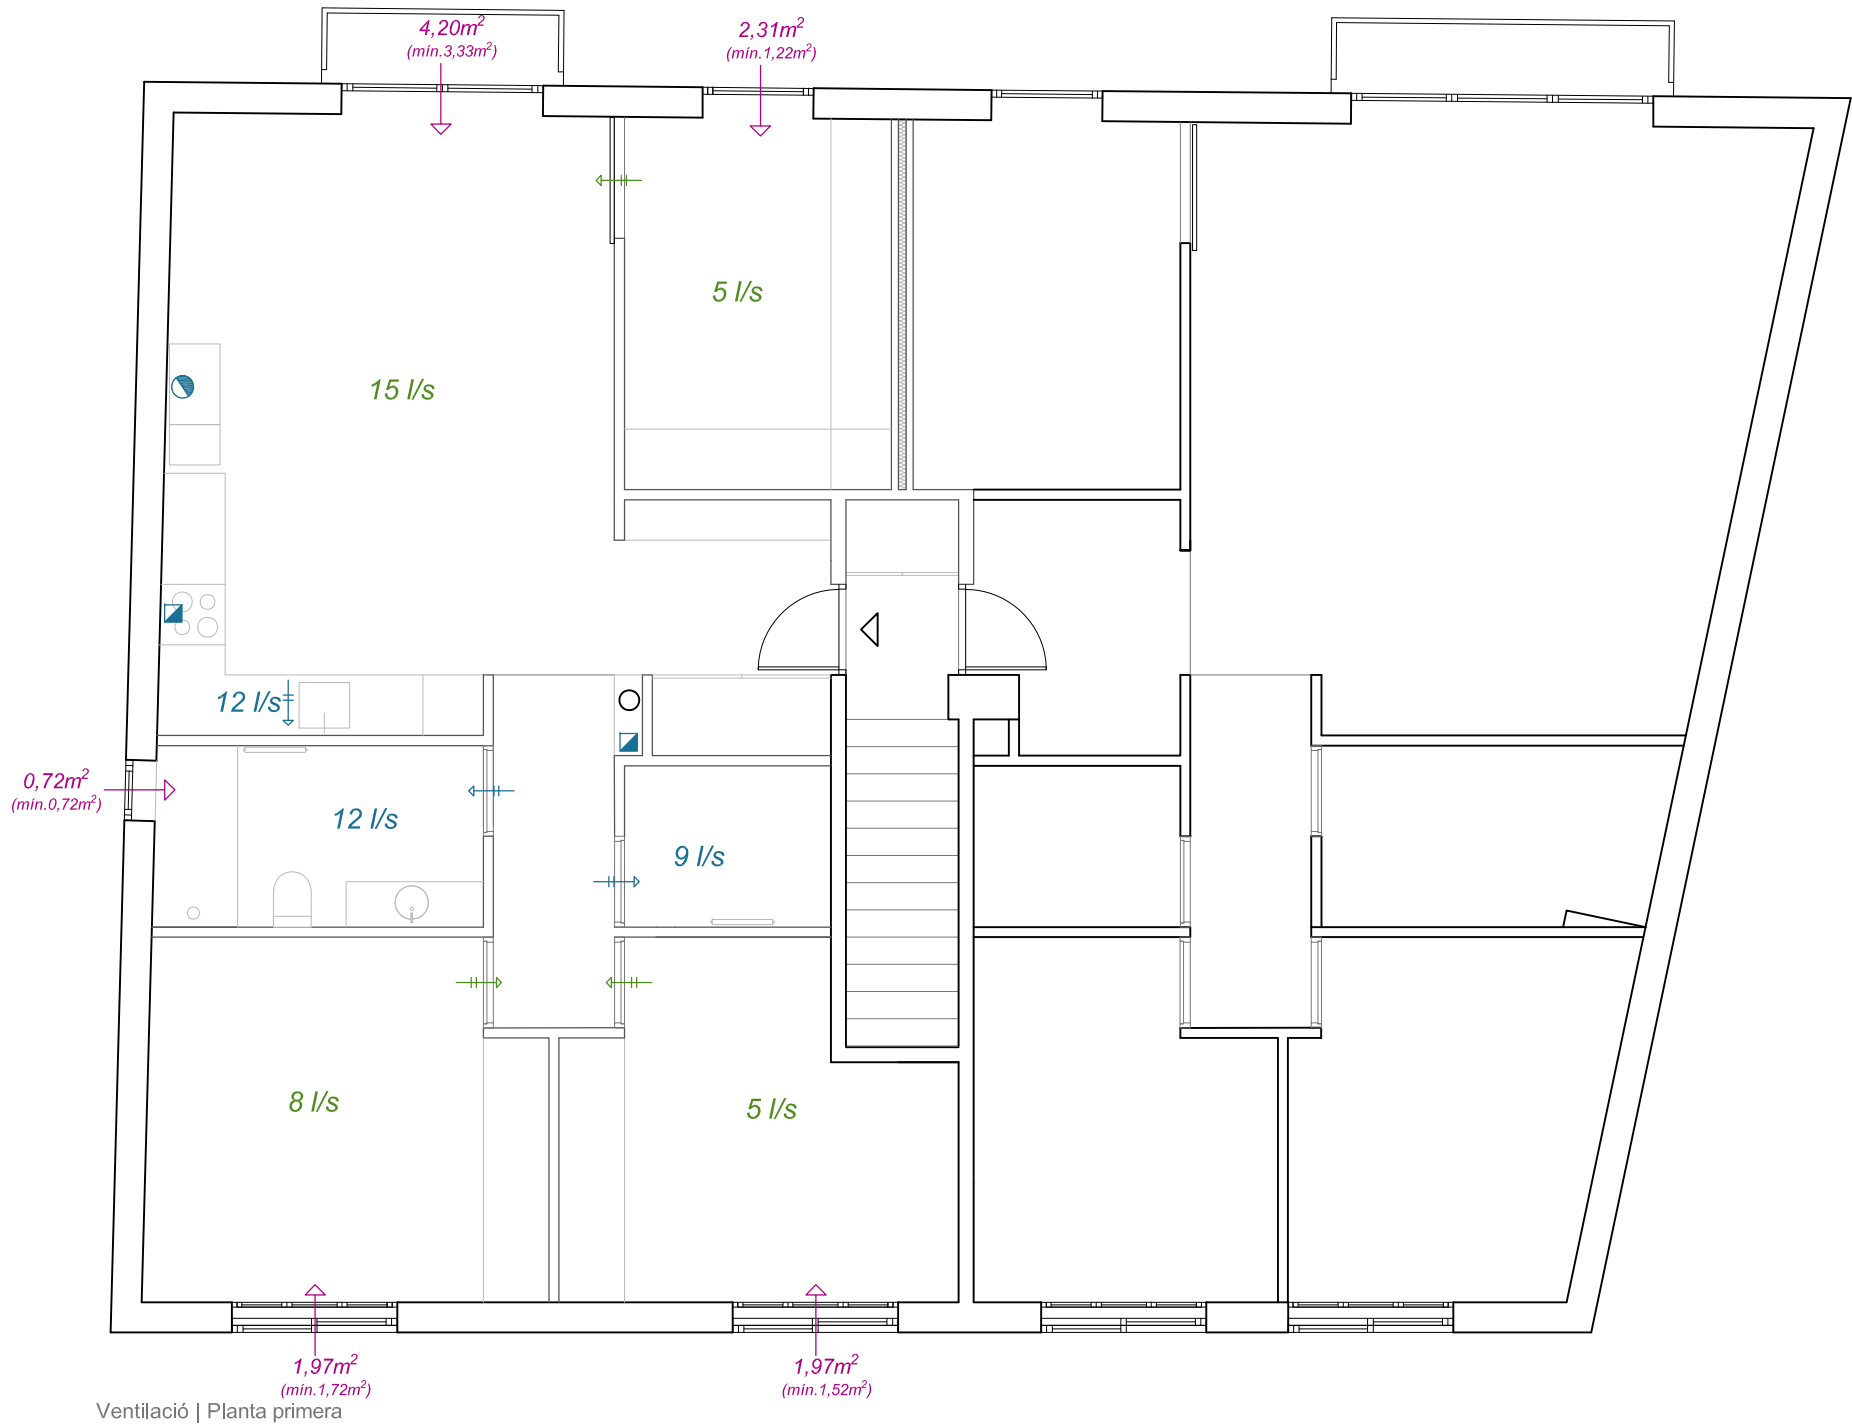 4,20m²
(mín.3,33m²)
2,31m²
(mín.1,22m²)
5 l/s
15 l/s
12 l/s
0,72m²
(mín.0,72m²)
12 l/s
9 l/s
8 l/s
5 l/s
1,97m²
(mín.1,72m²)
1,97m²
(mín.1,52m²)
Ventilació | Planta primera